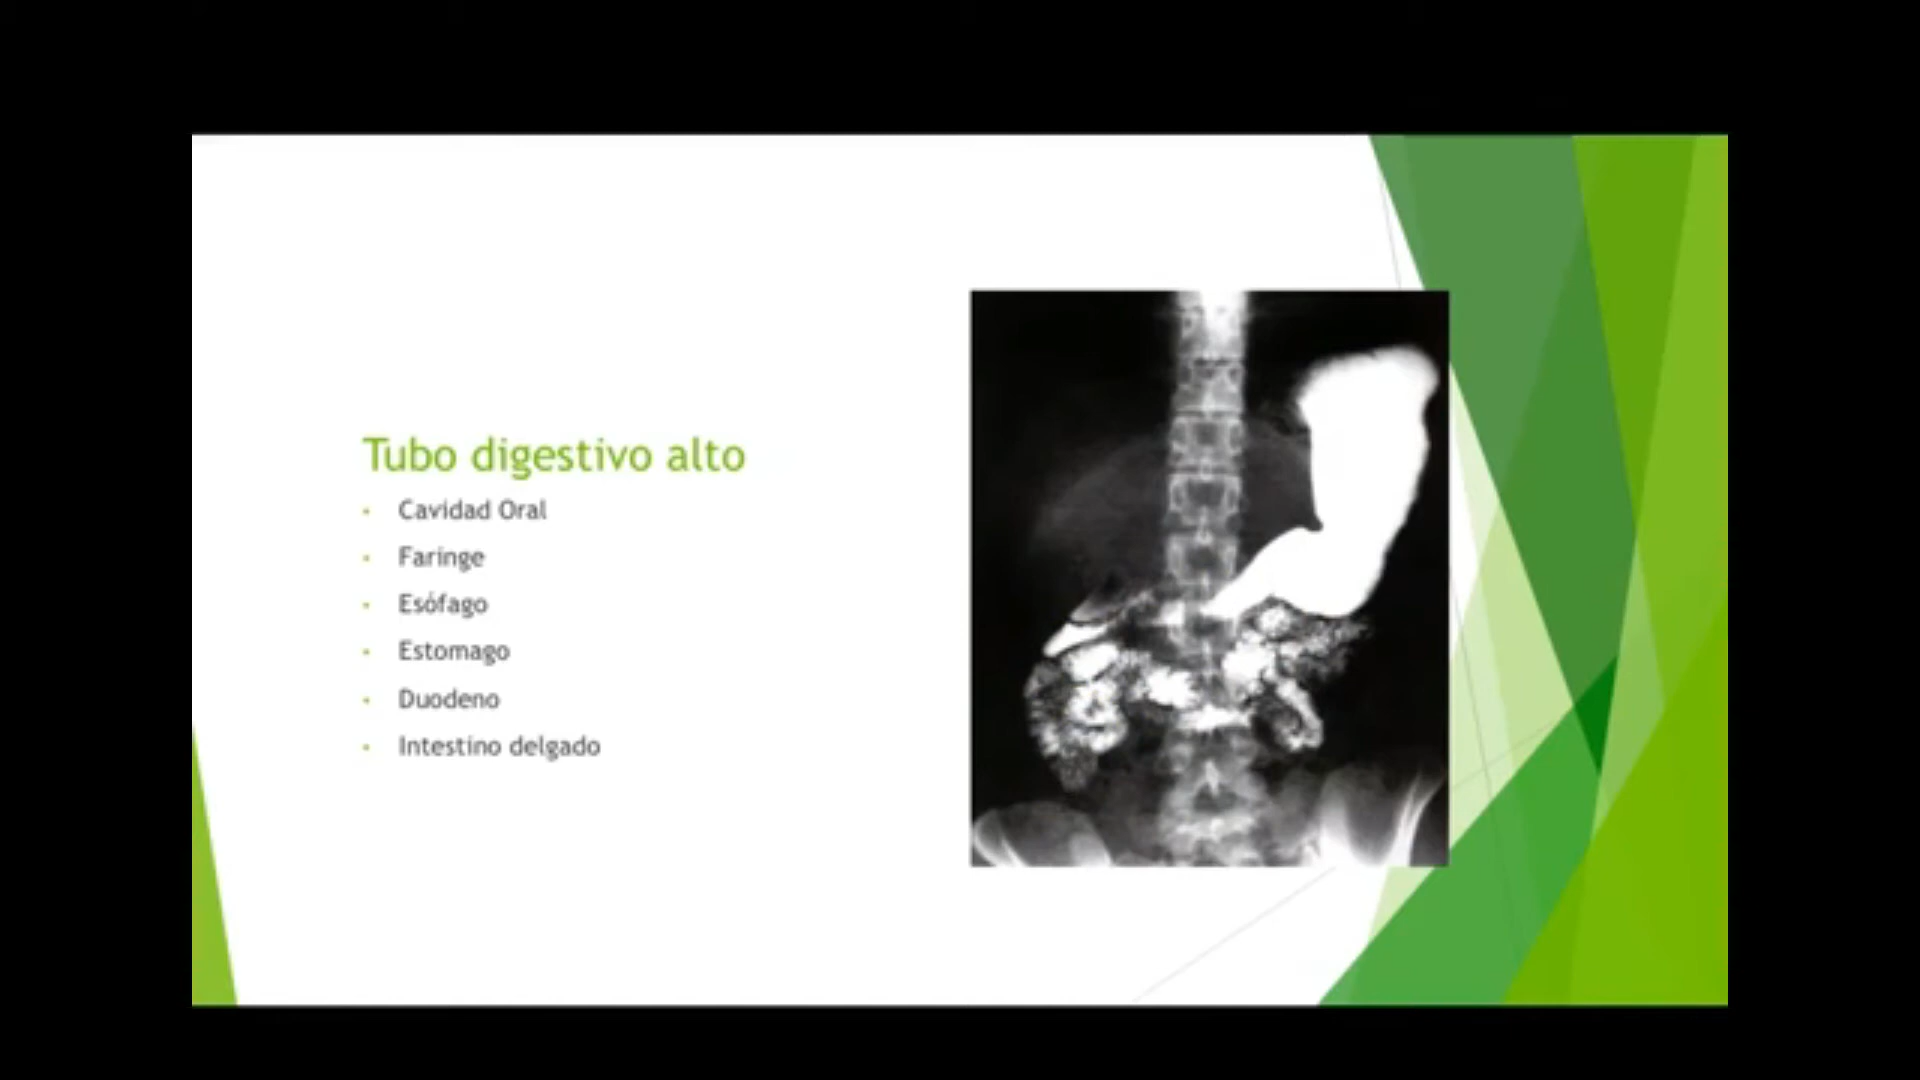 Tubo digestivo alto
Cavidad Oral
Faringe
Esófago
Estomago
Duodeno
Intestino delgado